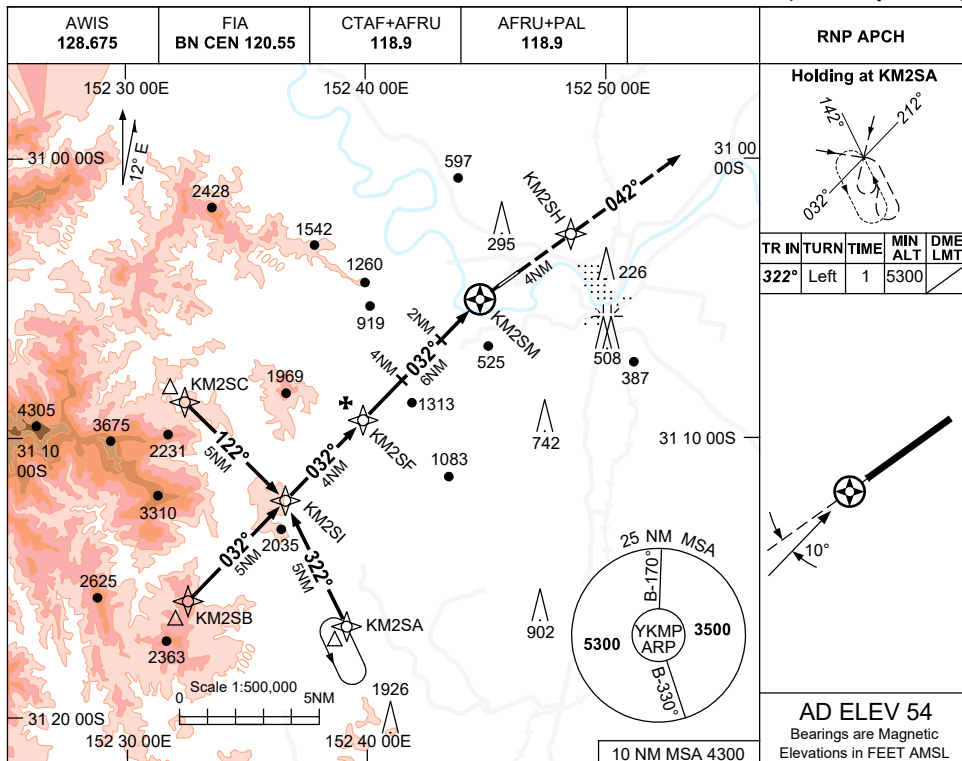 AWIS
128.675
FIA
BN CEN 120.55
CTAF+AFRU
118.9
AFRU+PAL
118.9
RNP APCH
152 30 00E
152 40 00E
152 50 00E
31 00 00S
31 00
00S
12° E
2428
1542
1260
919
597
295
KM2SH
042°
4NM
226
KM2SM
2NM
032°
4NM
6NM
525
508
387
KM2SC
1969
1313
4305
3675
2231
31 10
00S
122°
5NM
032°
4NM
KM2SF
742
31 10 00S
1083
3310
KM2SI
2035
032°
5NM
322°
5NM
2625
KM2SB
2363
KM2SA
902
1000
1000
1000
25 NM MSA
B-170°
5300
YKMP
ARP
3500
B-330°
Scale 1:500,000
0
5NM
1926
31 20 00S
152 30 00E
152 40 00E
10 NM MSA 4300
Holding at KM2SA
142°
212°
032°
TR IN
TURN
TIME
MIN
ALT
DME
LMT
322°
Left
1
5300
10°
AD ELEV 54
Bearings are Magnetic
Elevations in FEET AMSL